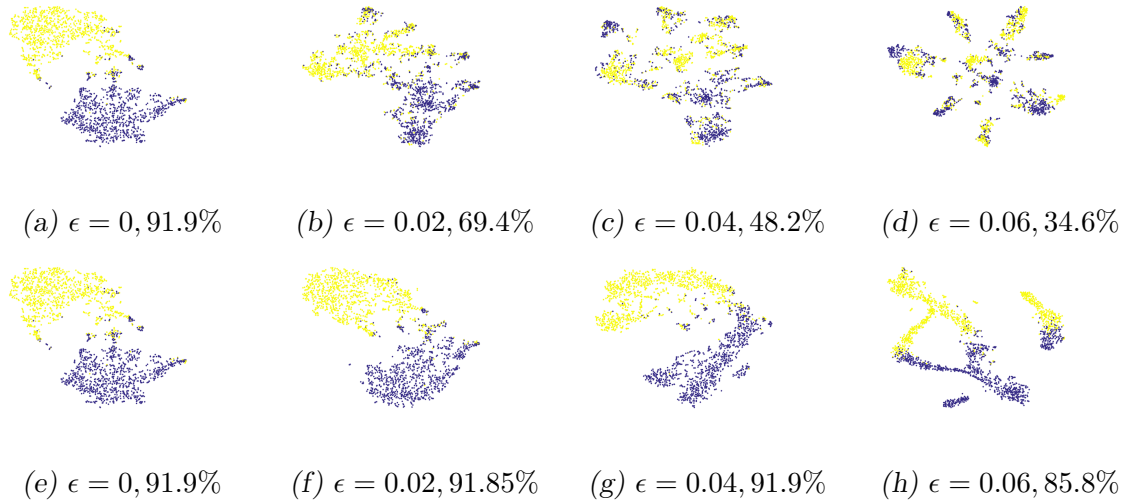 (a) ϵ = 0, 91.9% (b) ϵ = 0.02, 69.4% (c) ϵ = 0.04, 48.2% (d) ϵ = 0.06, 34.6%
(e) ϵ = 0, 91.9% (f) ϵ = 0.02, 91.85% (g) ϵ = 0.04, 91.9% (h) ϵ = 0.06, 85.8%